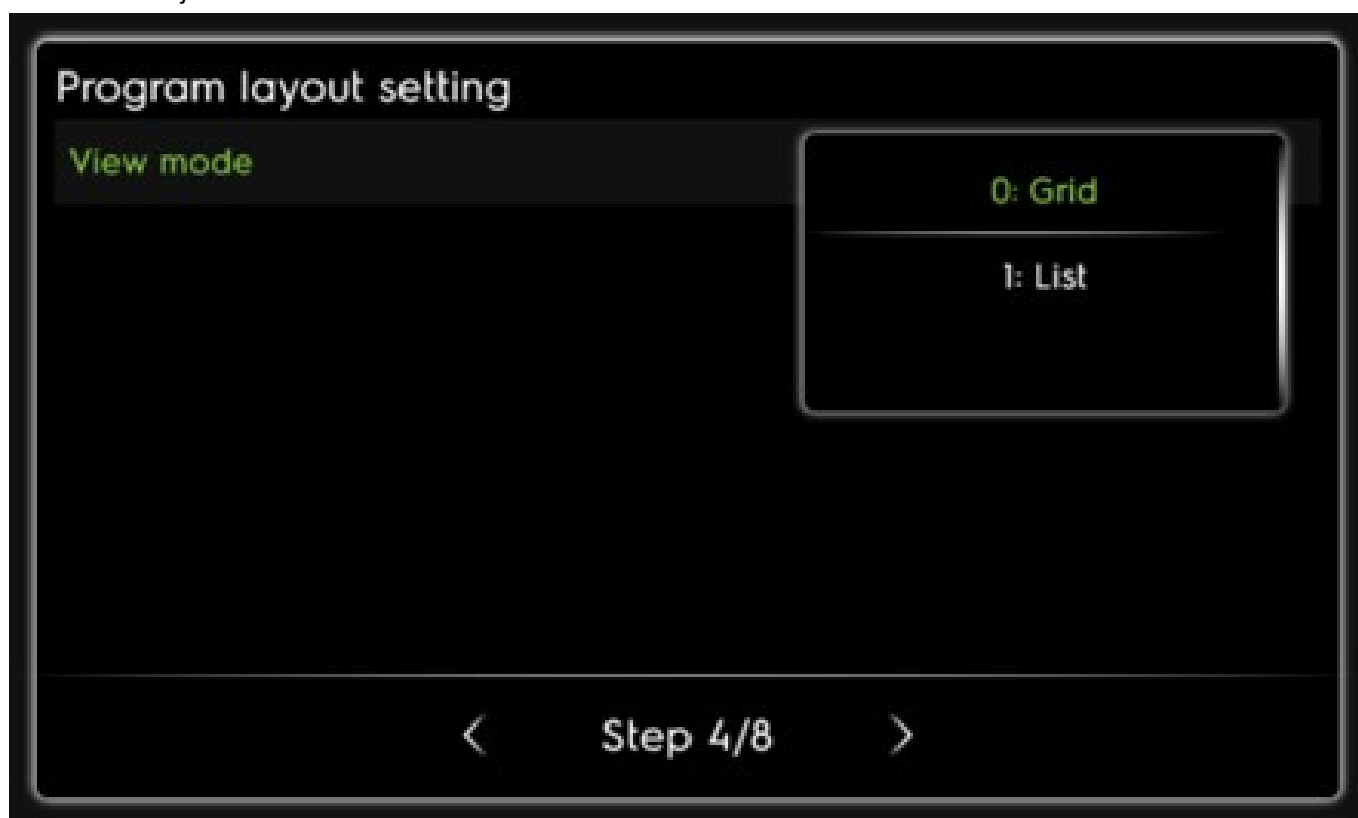 Program layout setting
View mode
0: Grid
1: List
< Step 4/8 >